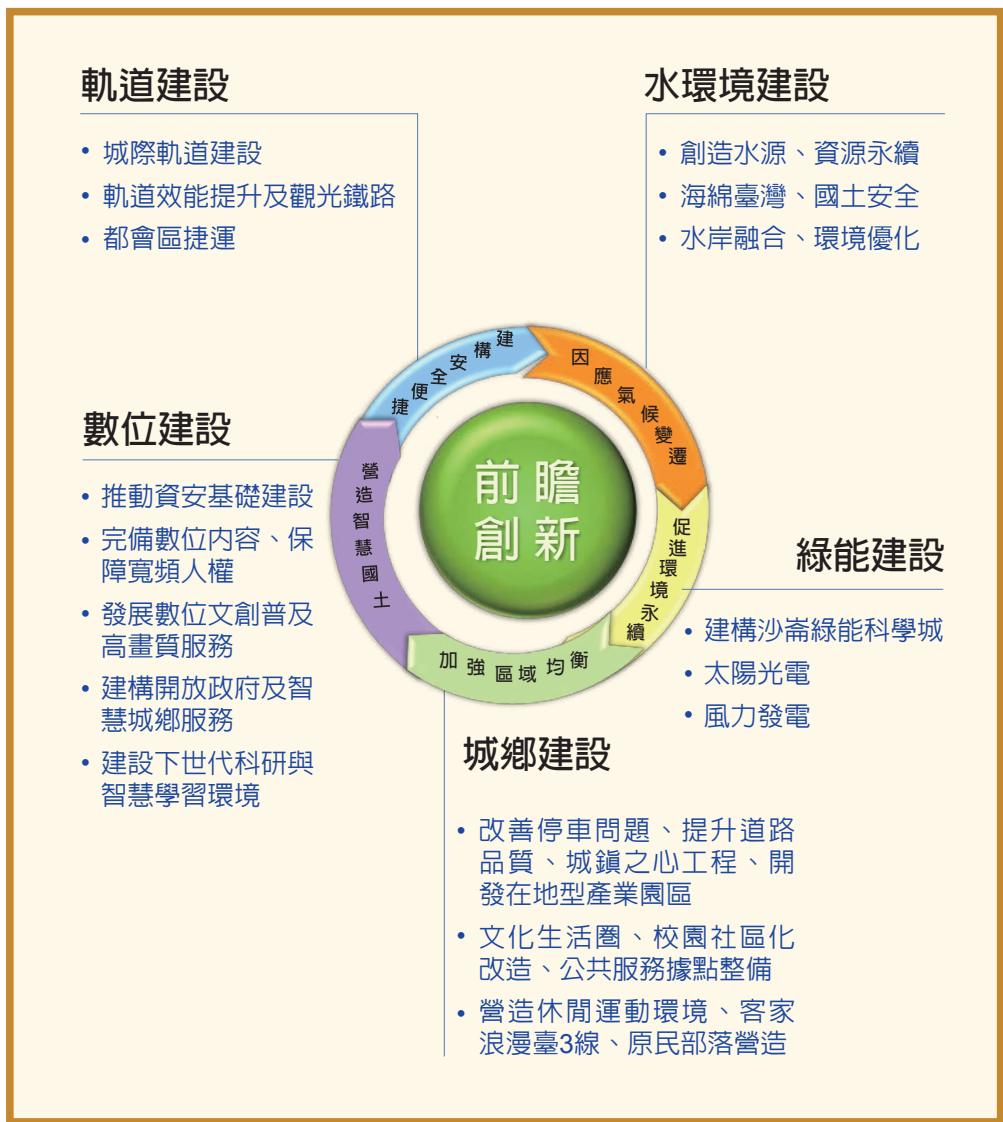 軌道建設
• 城際軌道建設
• 軌道效能提升及觀光鐵路
• 都會區捷運
水環境建設
• 創造水源、資源永續
• 海綿臺灣、國土安全
• 水岸融合、環境優化
建構安全便捷
因應氣候變遷
促進環境永續
加強區域均衡
營造智慧國土
前瞻
創新
數位建設
• 推動資安基礎建設
• 完備數位內容、保
障寬頻人權
• 發展數位文創普及
高畫質服務
• 建構開放政府及智
慧城鄉服務
• 建設下世代科研與
智慧學習環境
綠能建設
• 建構沙崙綠能科學城
• 太陽光電
• 風力發電
城鄉建設
• 改善停車問題、提升道路
品質、城鎮之心工程、開
發在地型產業園區
• 文化生活圈、校園社區化
改造、公共服務據點整備
• 營造休閒運動環境、客家
浪漫臺3線、原民部落營造